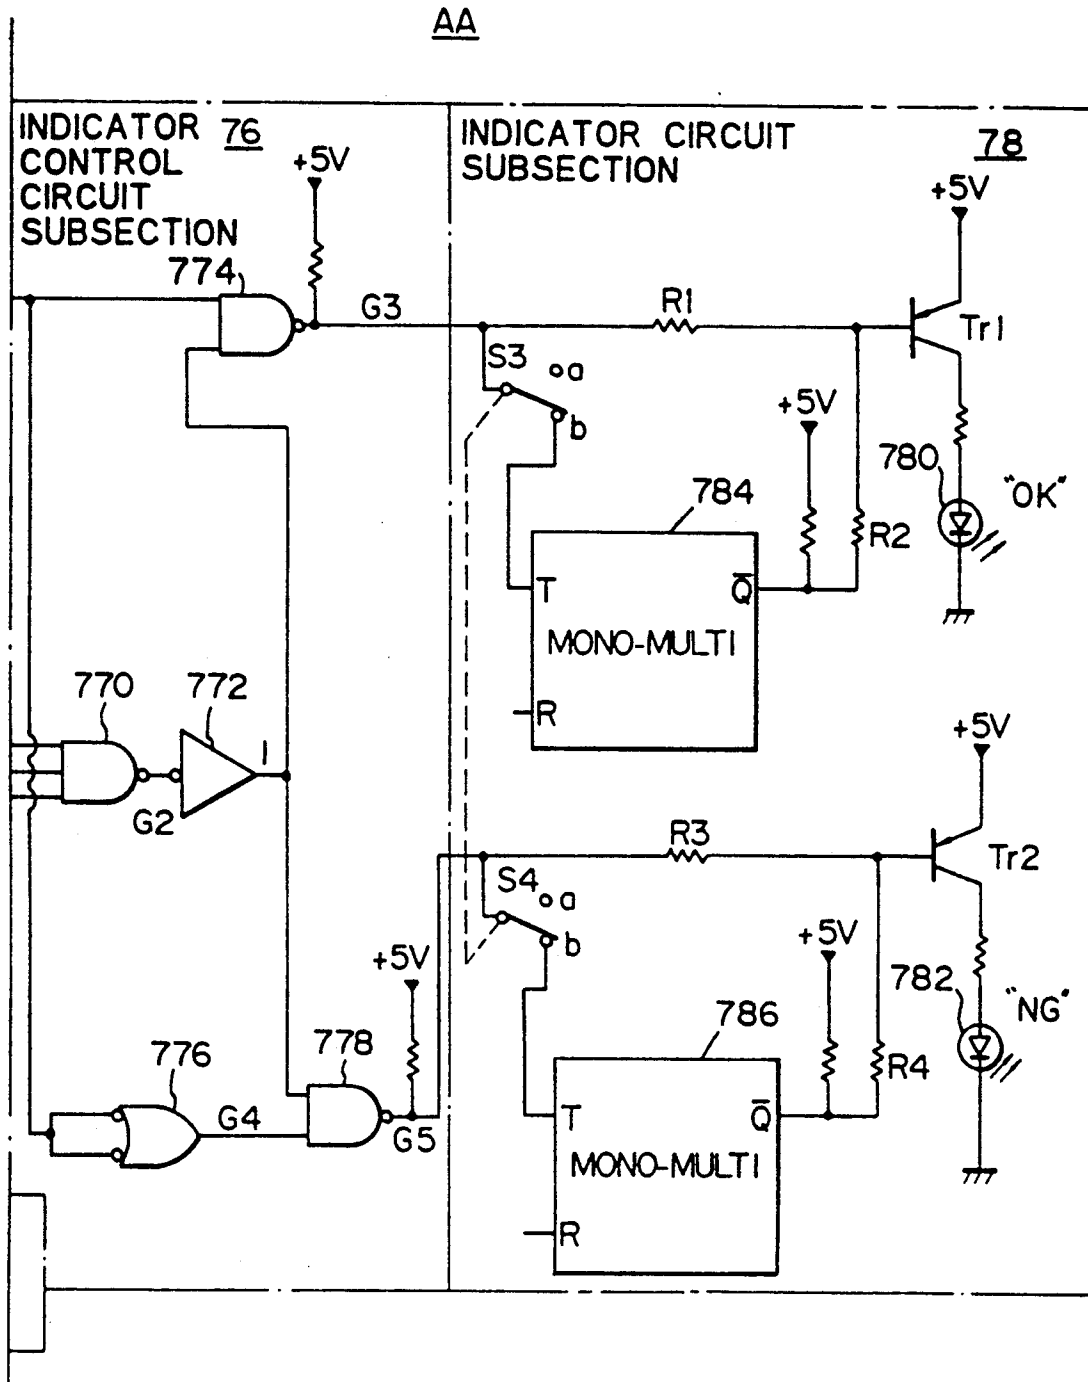 AA
INDICATOR 76
CONTROL
CIRCUIT
SUBSECTION
INDICATOR CIRCUIT
SUBSECTION
78
+5V
+5V
774
G3
R1
Tr1
S3
a
b
+5V
780
"OK"
784
R2
T
Q̅
MONO-MULTI
R
770
772
1
G2
+5V
R3
Tr2
S4
a
b
+5V
+5V
782
"NG"
786
R4
776
778
G4
G5
T
Q̅
MONO-MULTI
R